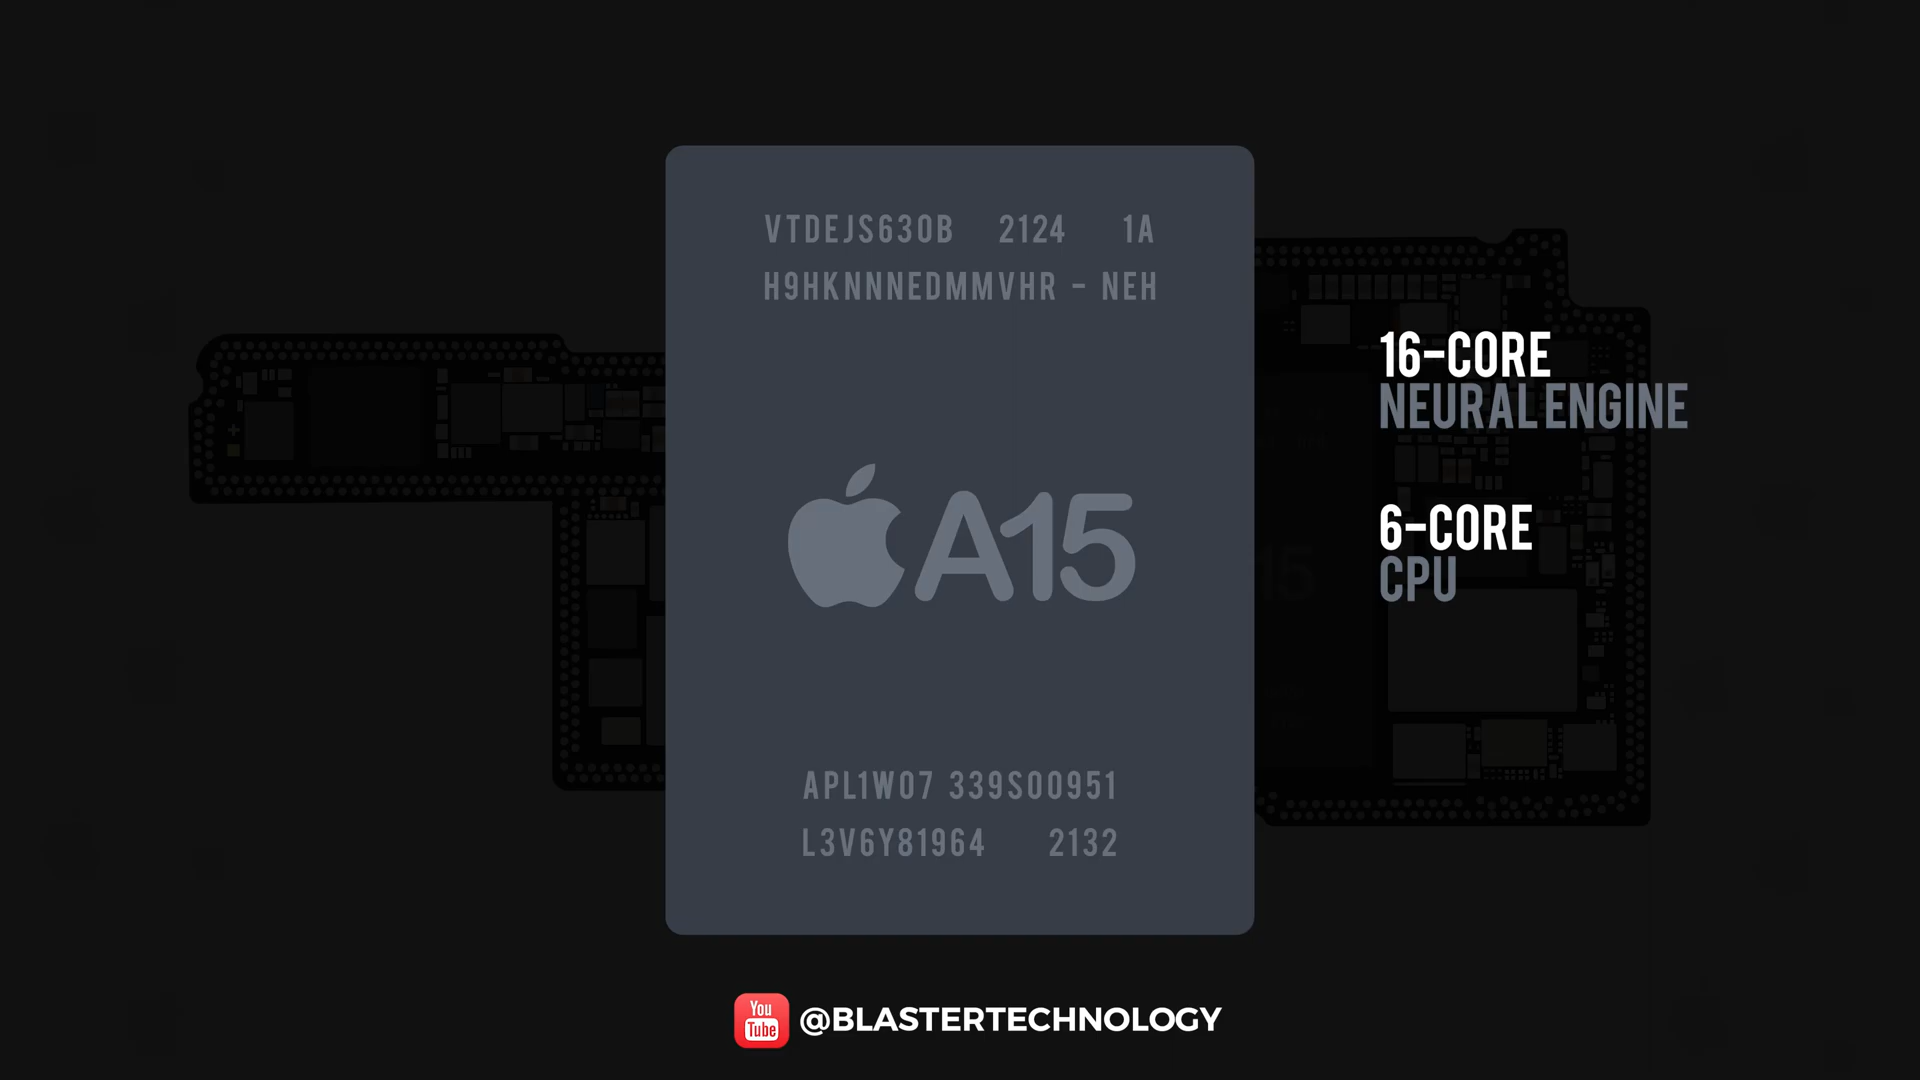 VTDEJS630B 2124 1A
H9HKNNNEDMMVHR - NEH
16-CORE
NEURAL ENGINE
A15
6-CORE
CPU
15
APL1W07 339S00951
L3V6Y81964 2132
You
Tube
@BLASTERTECHNOLOGY